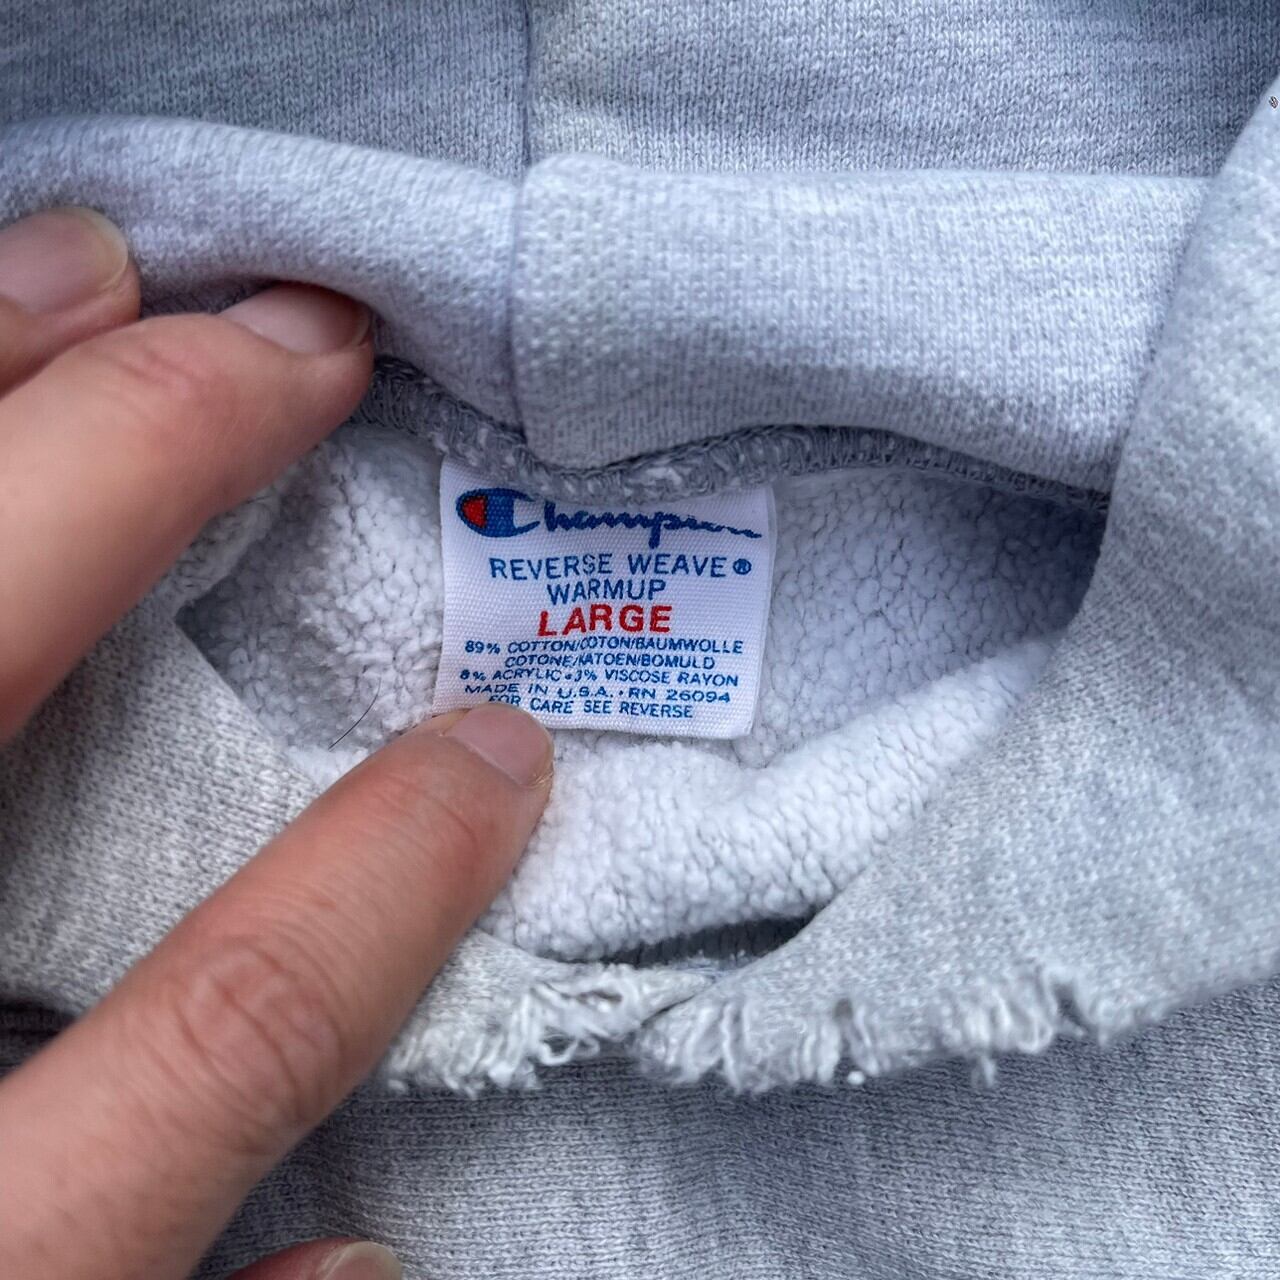 Champion
REVERSE WEAVE®
WARMUP
LARGE
89% COTTON/COTON/BAUMWOLLE
COTONE/KATOEN/BOMULD
8% ACRYLIC • 3% VISCOSE RAYON
MADE IN U.S.A. • RN 26094
FOR CARE SEE REVERSE